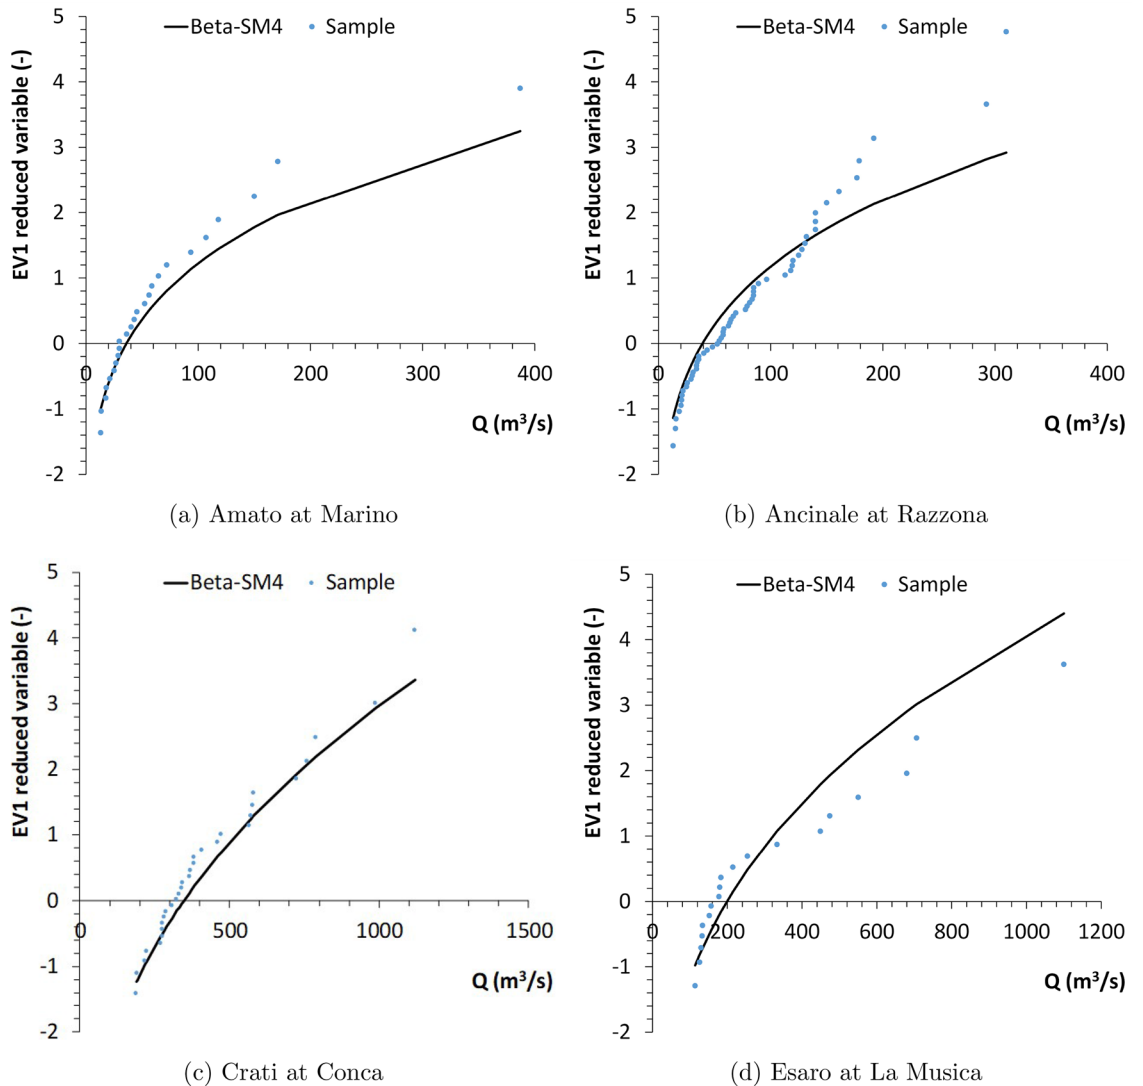 Beta-SM4 Sample
EV1 reduced variable (-)
5
4
3
2
1
0
-1
-2
0 100 200 300 400
Q (m³/s)
(a) Amato at Marino
Beta-SM4 Sample
EV1 reduced variable (-)
5
4
3
2
1
0
-1
-2
0 100 200 300 400
Q (m³/s)
(b) Ancinale at Razzona
Beta-SM4 Sample
EV1 reduced variable (-)
5
4
3
2
1
0
-1
-2
0 500 1000 1500
Q (m³/s)
(c) Crati at Conca
Beta-SM4 Sample
EV1 reduced variable (-)
5
4
3
2
1
0
-1
-2
0 200 400 600 800 1000 1200
Q (m³/s)
(d) Esaro at La Musica